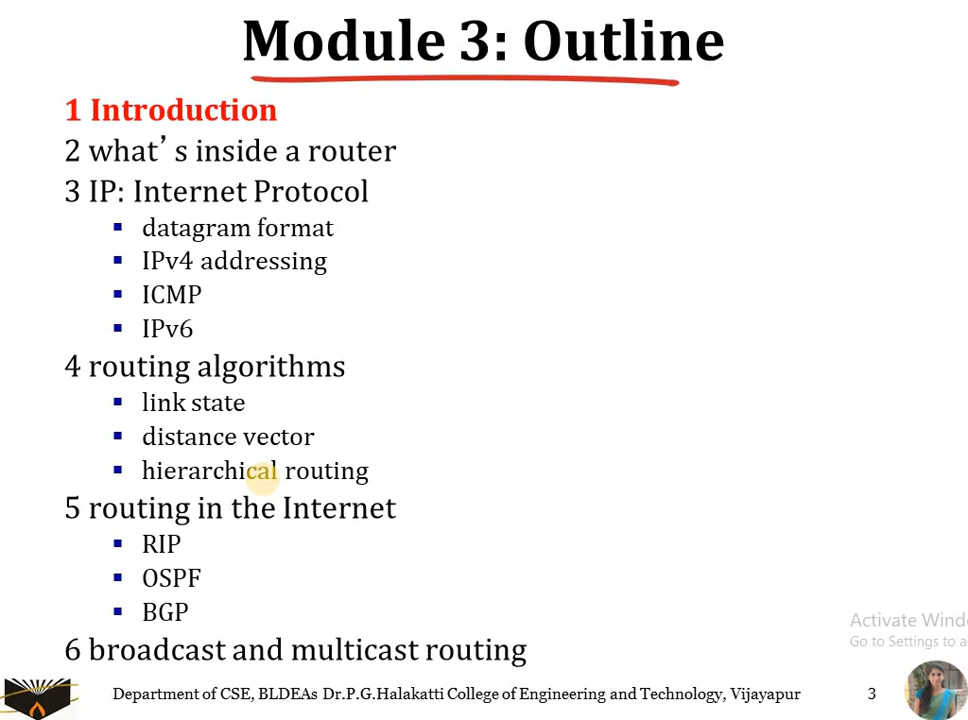 Module 3: Outline
1 Introduction
2 what’s inside a router
3 IP: Internet Protocol
▪ datagram format
▪ IPv4 addressing
▪ ICMP
▪ IPv6
4 routing algorithms
▪ link state
▪ distance vector
▪ hierarchical routing
5 routing in the Internet
▪ RIP
▪ OSPF
▪ BGP
6 broadcast and multicast routing
Activate Wind
Go to Settings to a
Department of CSE, BLDEAs Dr.P.G.Halakatti College of Engineering and Technology, Vijayapur 3